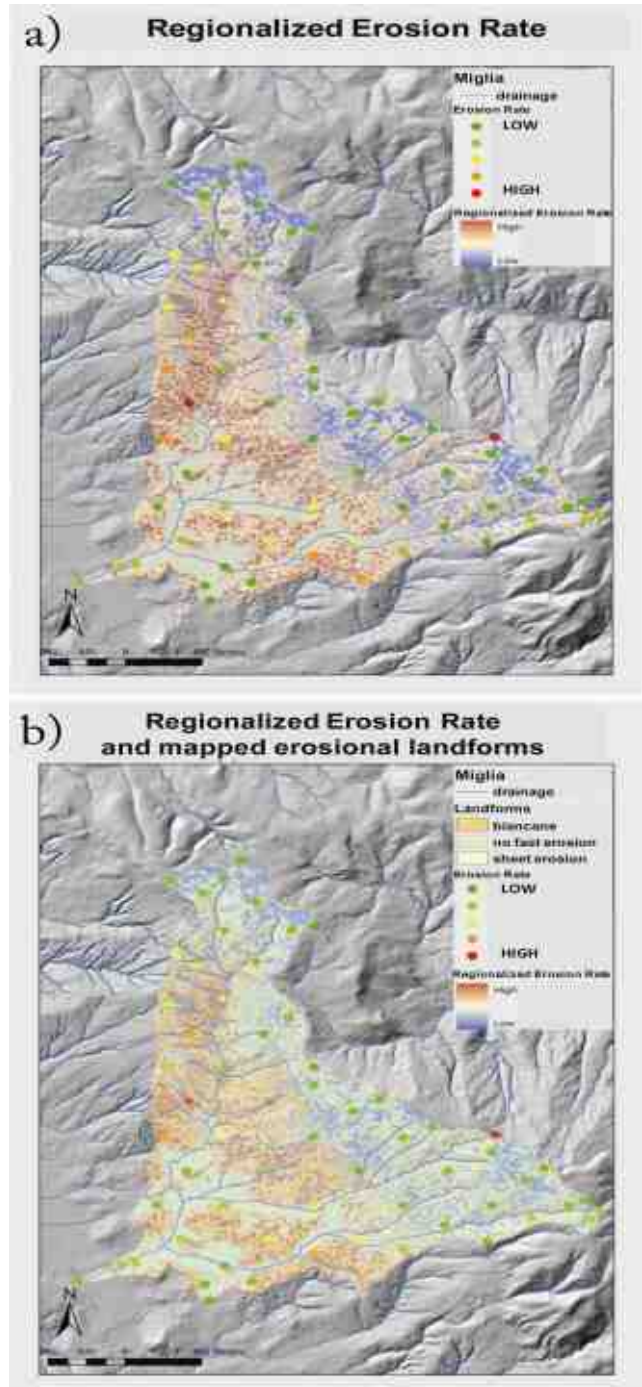 a)
Regionalized Erosion Rate
Miglia
drainage
Erosion Rate
LOW
HIGH
Regionalized Erosion Rate
High
Low
N
b)
Regionalized Erosion Rate
and mapped erosional landforms
Miglia
drainage
Landforms
biancane
no fast erosion
sheet erosion
Erosion Rate
LOW
HIGH
Regionalized Erosion Rate
High
Low
N